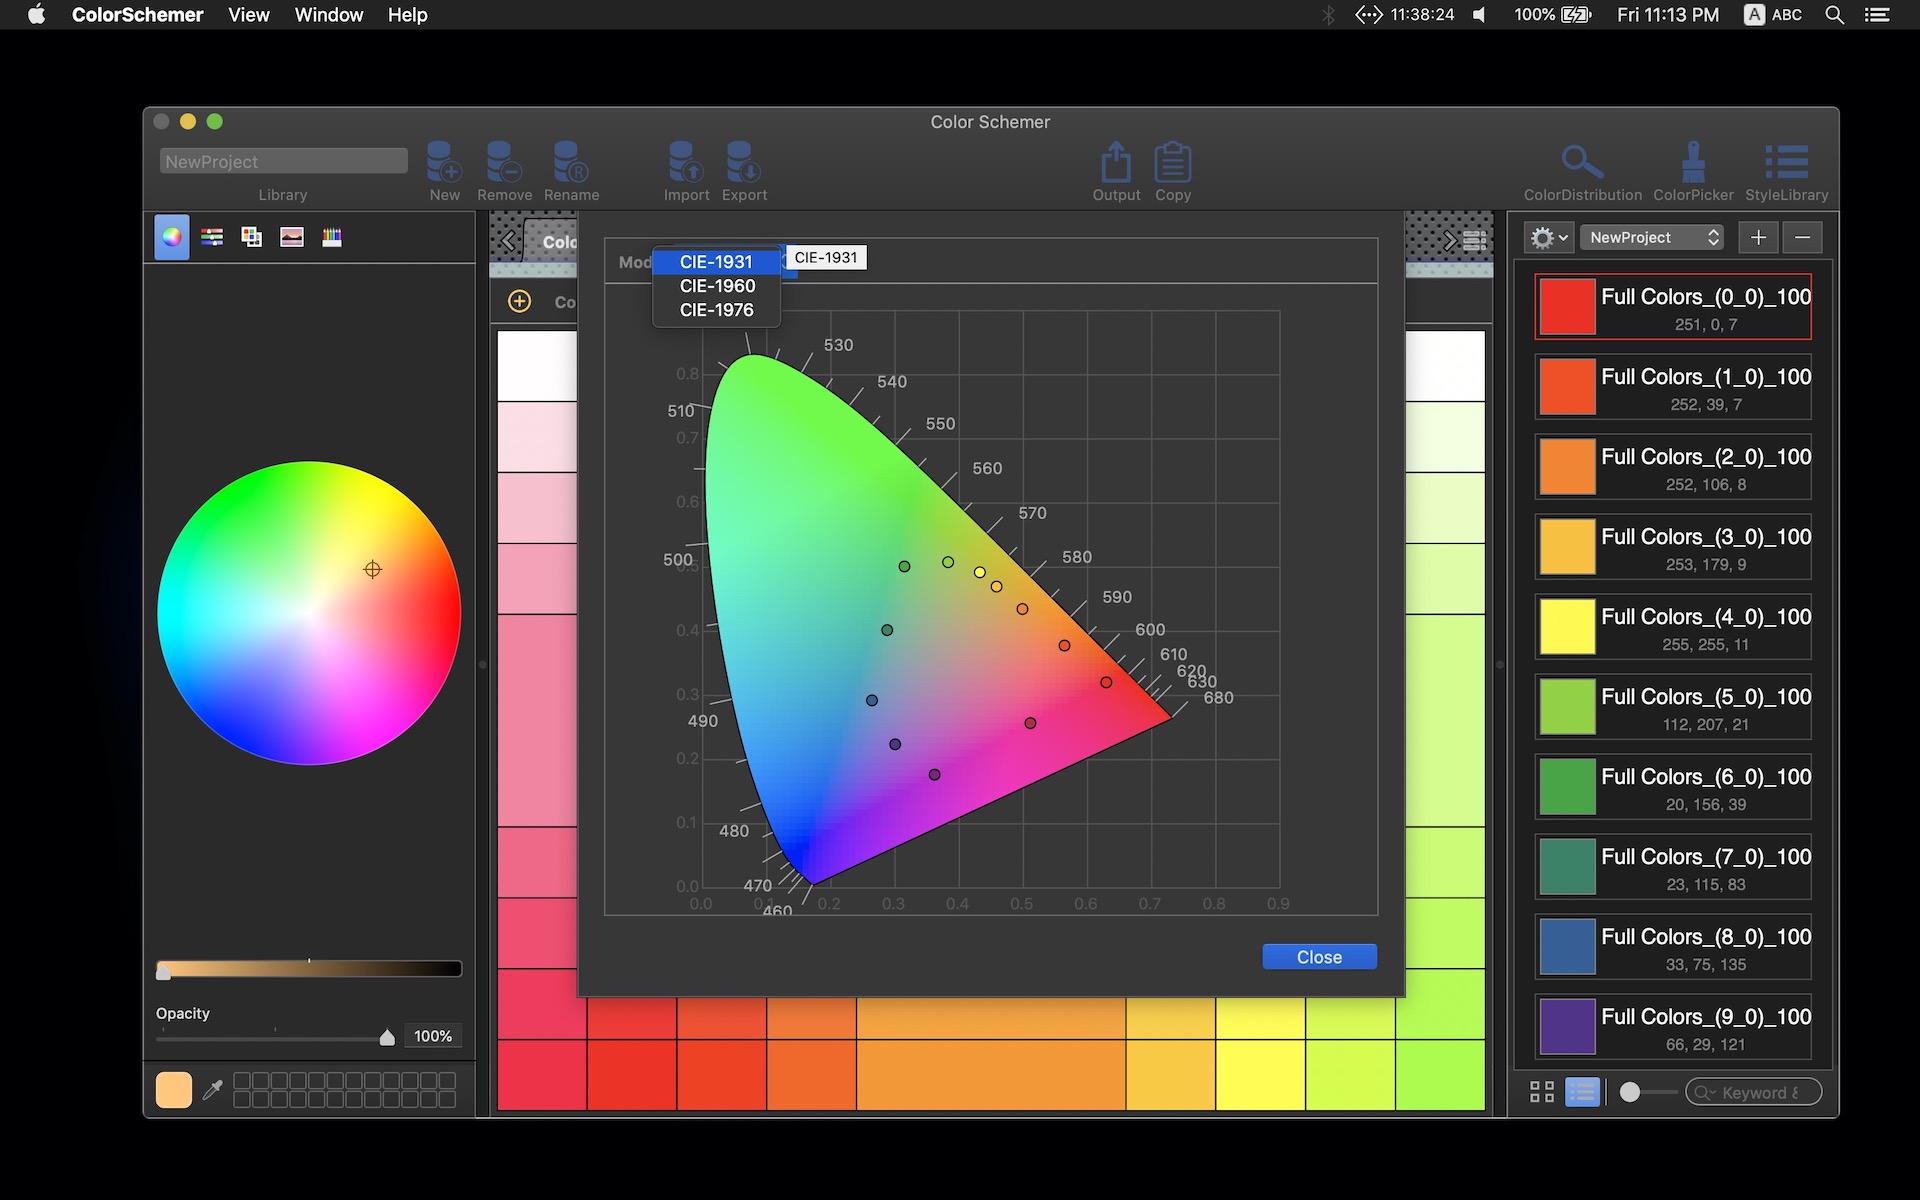 ColorSchemer View Window Help
11:38:24 100% Fri 11:13 PM A ABC
Color Schemer
NewProject
Library New Remove Rename Import Export Output Copy ColorDistribution ColorPicker StyleLibrary
Colo
Mod
CIE-1931
CIE-1960
CIE-1976
CIE-1931
Co
530
540
550
560
570
580
590
600
610
620
630
680
510
500
490
480
470
460
0.8
0.7
0.6
0.5
0.4
0.3
0.2
0.1
0.0
0.0 0.1 0.2 0.3 0.4 0.5 0.6 0.7 0.8 0.9
Close
Opacity
100%
NewProject
Full Colors_(0_0)_100
251, 0, 7
Full Colors_(1_0)_100
252, 39, 7
Full Colors_(2_0)_100
252, 106, 8
Full Colors_(3_0)_100
253, 179, 9
Full Colors_(4_0)_100
255, 255, 11
Full Colors_(5_0)_100
112, 207, 21
Full Colors_(6_0)_100
20, 156, 39
Full Colors_(7_0)_100
23, 115, 83
Full Colors_(8_0)_100
33, 75, 135
Full Colors_(9_0)_100
66, 29, 121
Keyword &